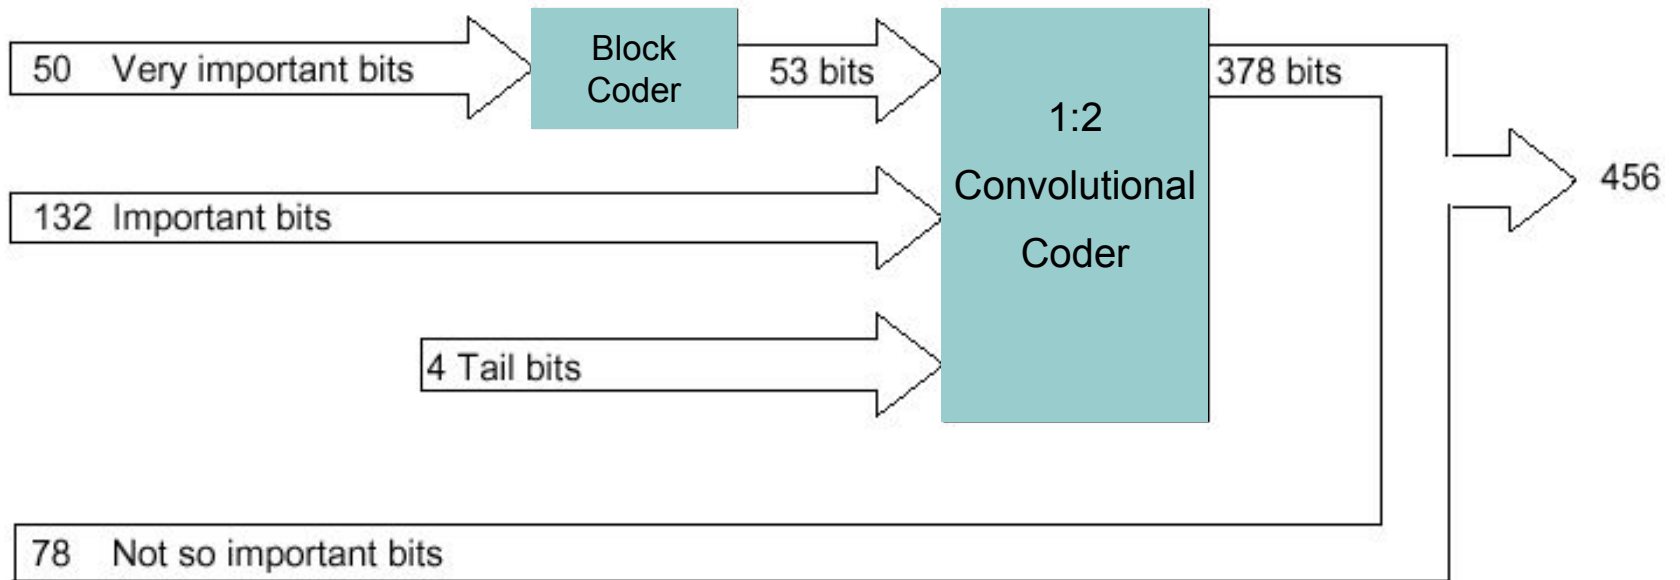 50 Very important bits
Block
Coder
53 bits
1:2
Convolutional
Coder
378 bits
456
132 Important bits
4 Tail bits
78 Not so important bits